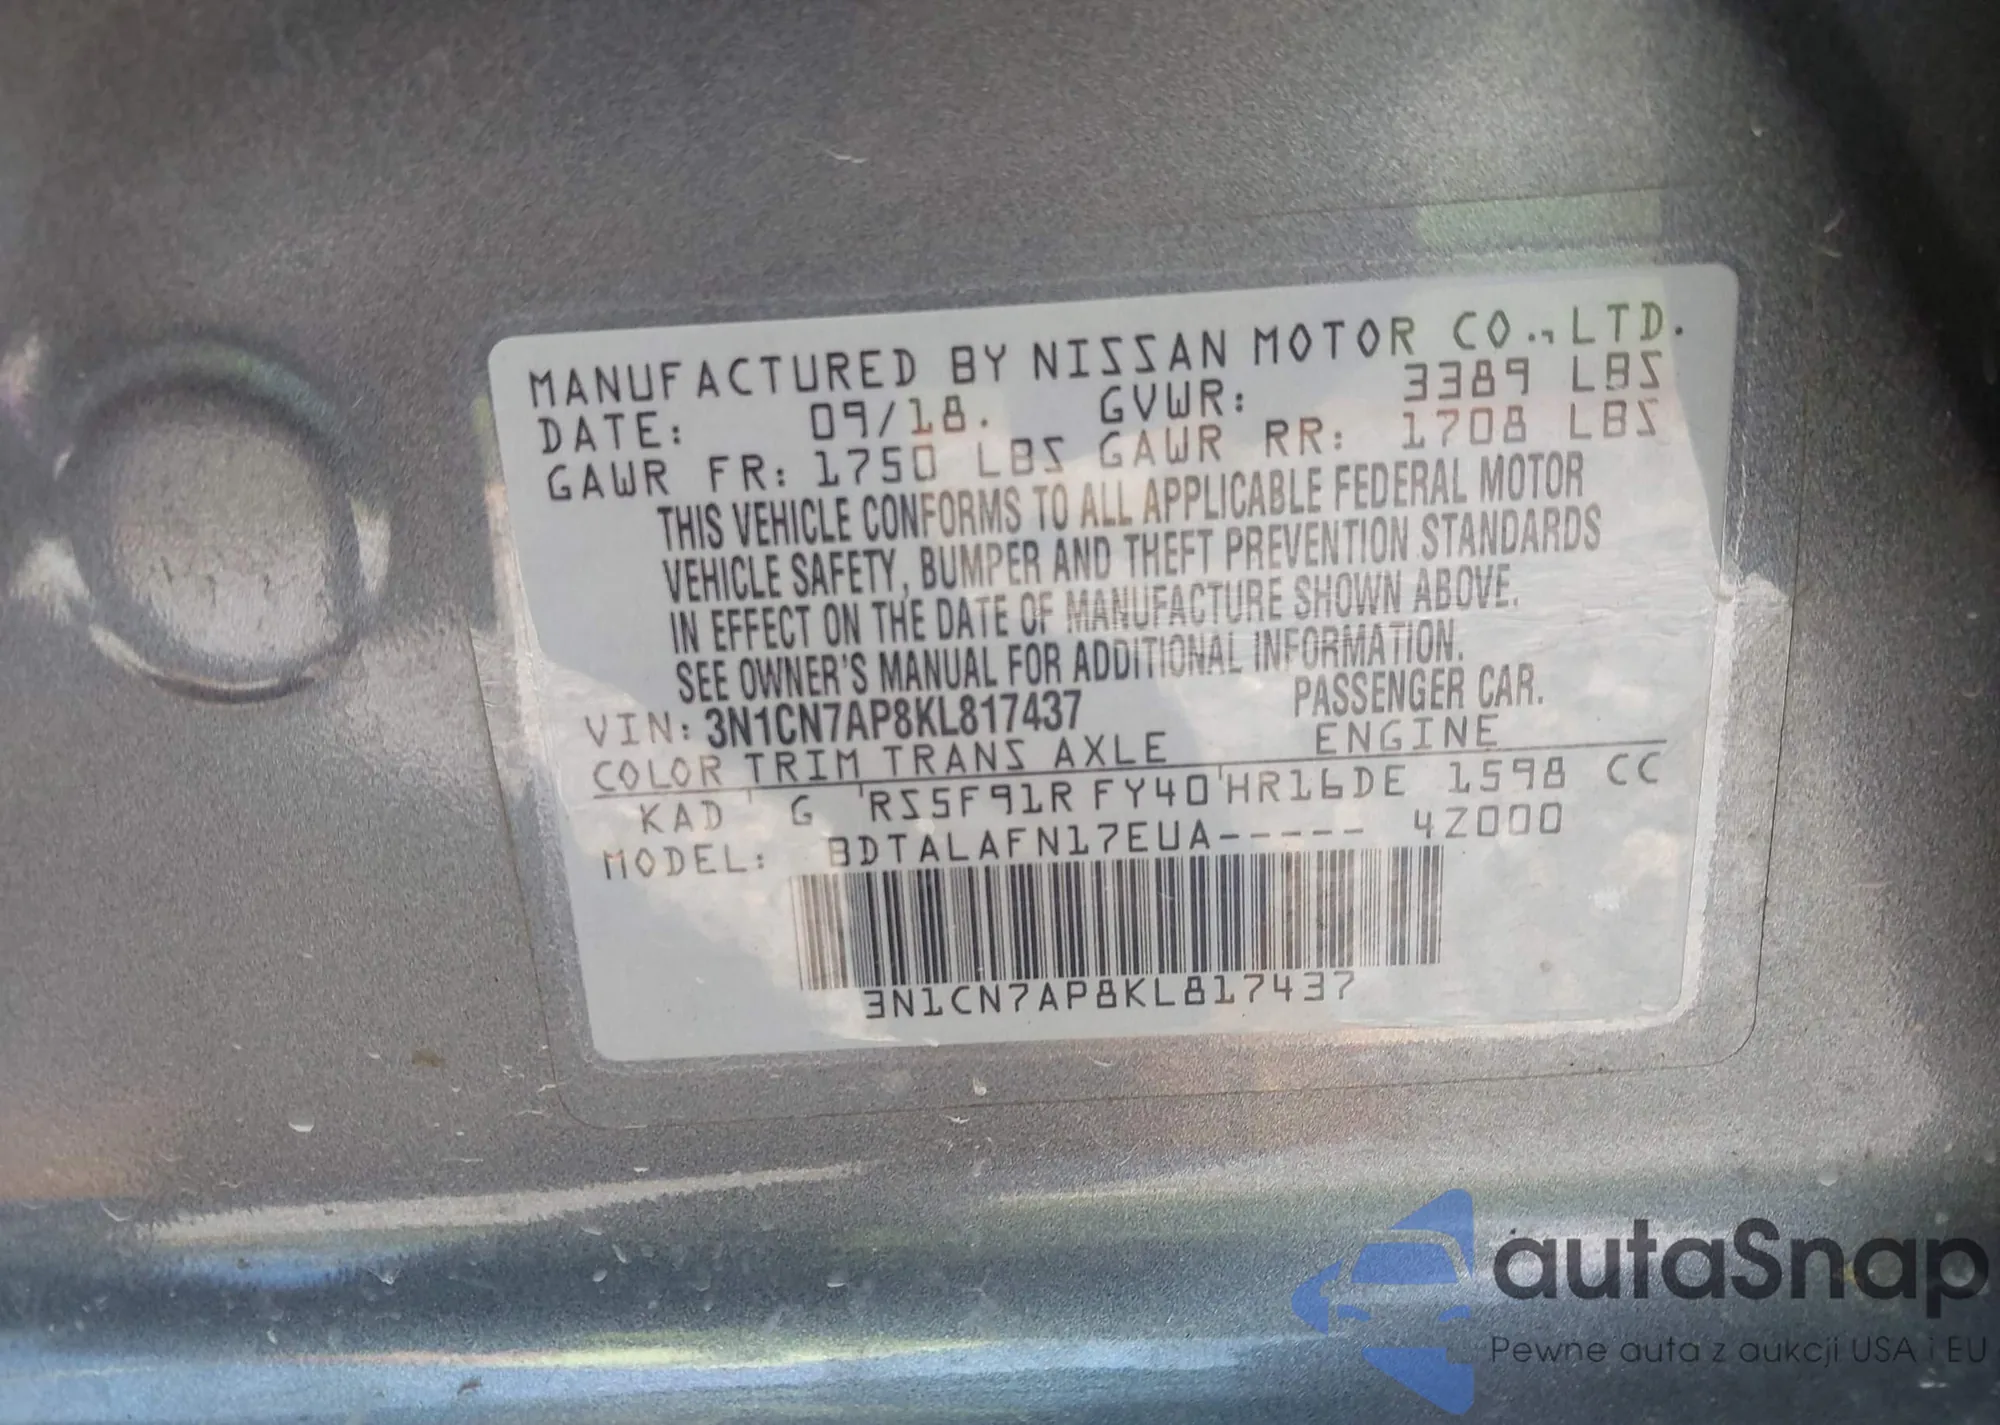 MANUFACTURED BY NISSAN MOTOR CO., LTD.
DATE: 09/18. GVWR: 3389 LBS
GAWR FR: 1750 LBS GAWR RR: 1708 LBS
THIS VEHICLE CONFORMS TO ALL APPLICABLE FEDERAL MOTOR
VEHICLE SAFETY, BUMPER AND THEFT PREVENTION STANDARDS
IN EFFECT ON THE DATE OF MANUFACTURE SHOWN ABOVE.
SEE OWNER'S MANUAL FOR ADDITIONAL INFORMATION.
VIN: 3N1CN7AP8KL817437 PASSENGER CAR.
COLOR TRIM TRANS AXLE ENGINE
KAD G RS5F91R FY40 HR16DE 1598 CC
MODEL: BDTALAFN17EUA----- 4Z000
3N1CN7AP8KL817437
autaSnap
Pewne auta z aukcji USA i EU